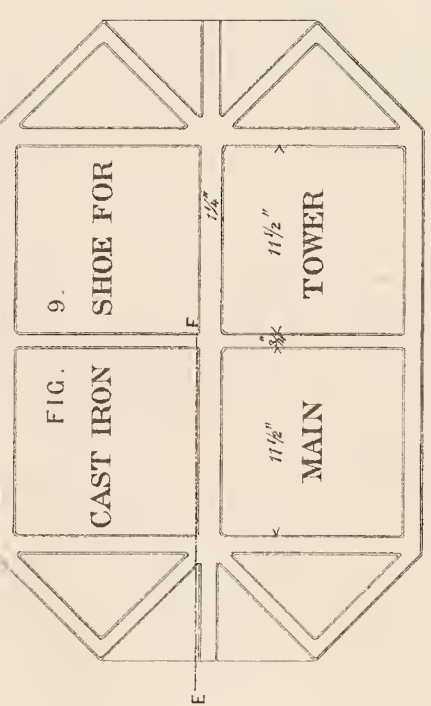 FIG. 9.
CAST IRON SHOE FOR
E F
1¼"
11½" ¾" 11½"
MAIN TOWER